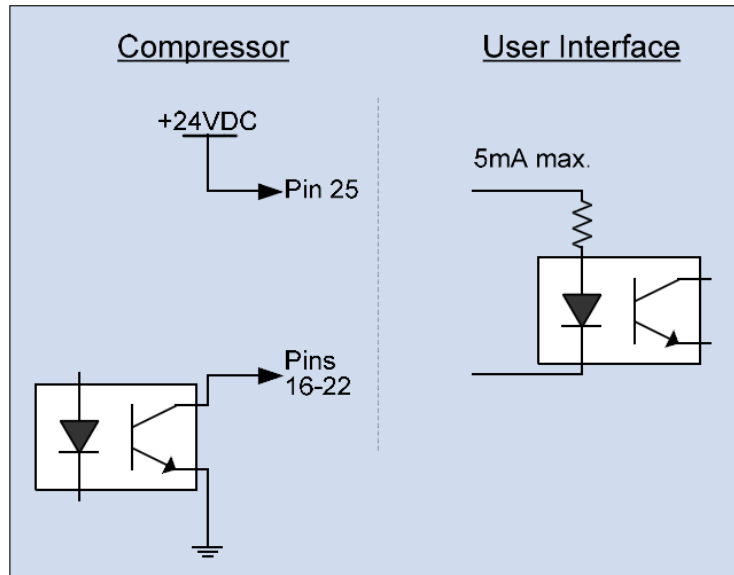 Compressor
User Interface
+24VDC
Pin 25
5mA max.
Pins
16-22